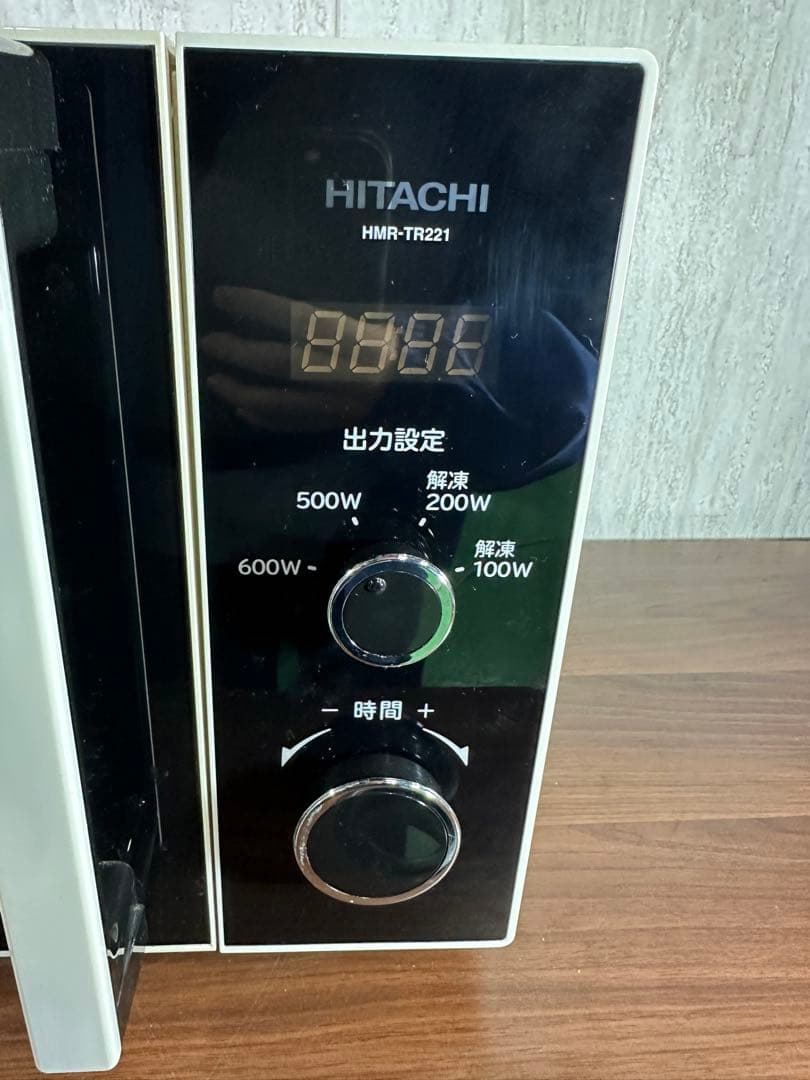 HITACHI
HMR-TR221
出力設定
解凍
500W 200W
解凍
600W 100W
− 時間 +